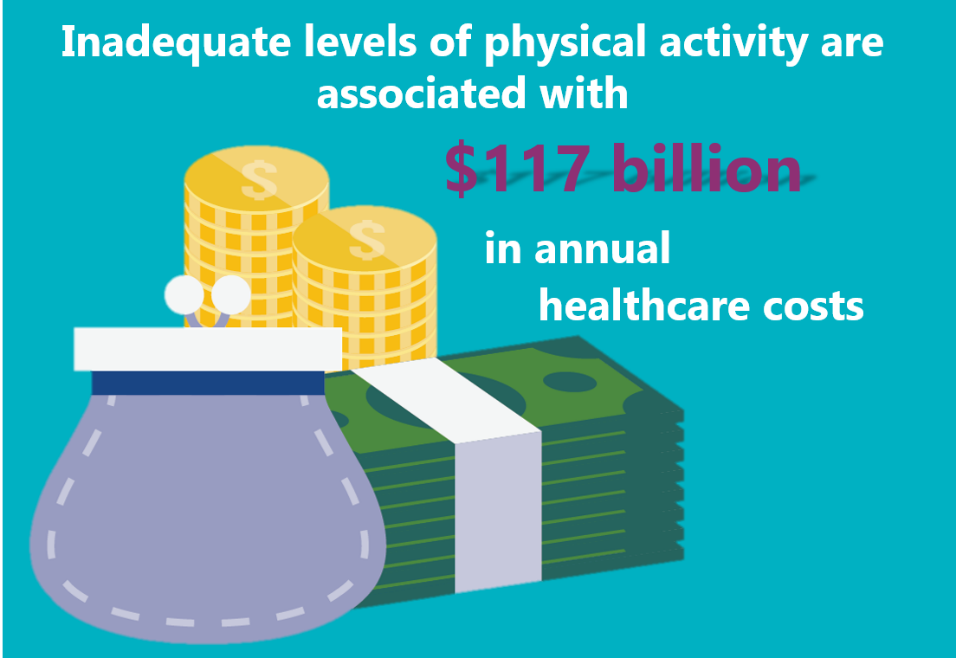 Inadequate levels of physical activity are
associated with
$117 billion
in annual
healthcare costs
$
$